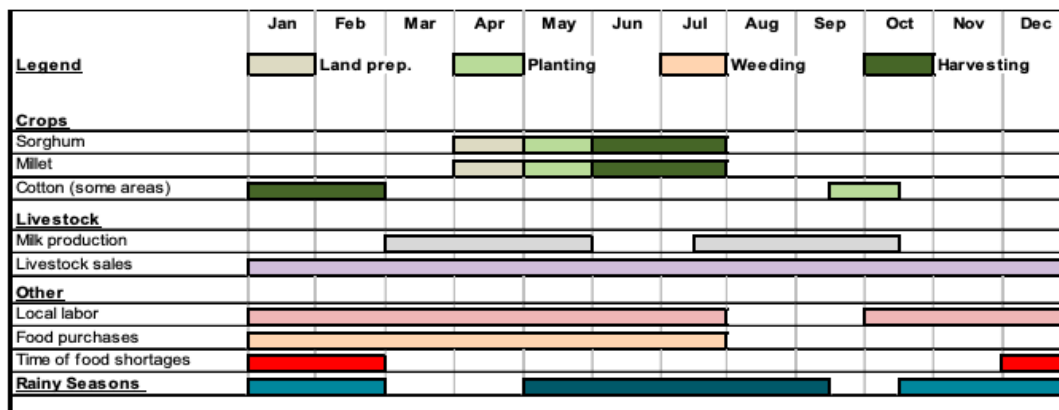 Jan Feb Mar Apr May Jun Jul Aug Sep Oct Nov Dec
Legend Land prep. Planting Weeding Harvesting
Crops
Sorghum
Millet
Cotton (some areas)
Livestock
Milk production
Livestock sales
Other
Local labor
Food purchases
Time of food shortages
Rainy Seasons